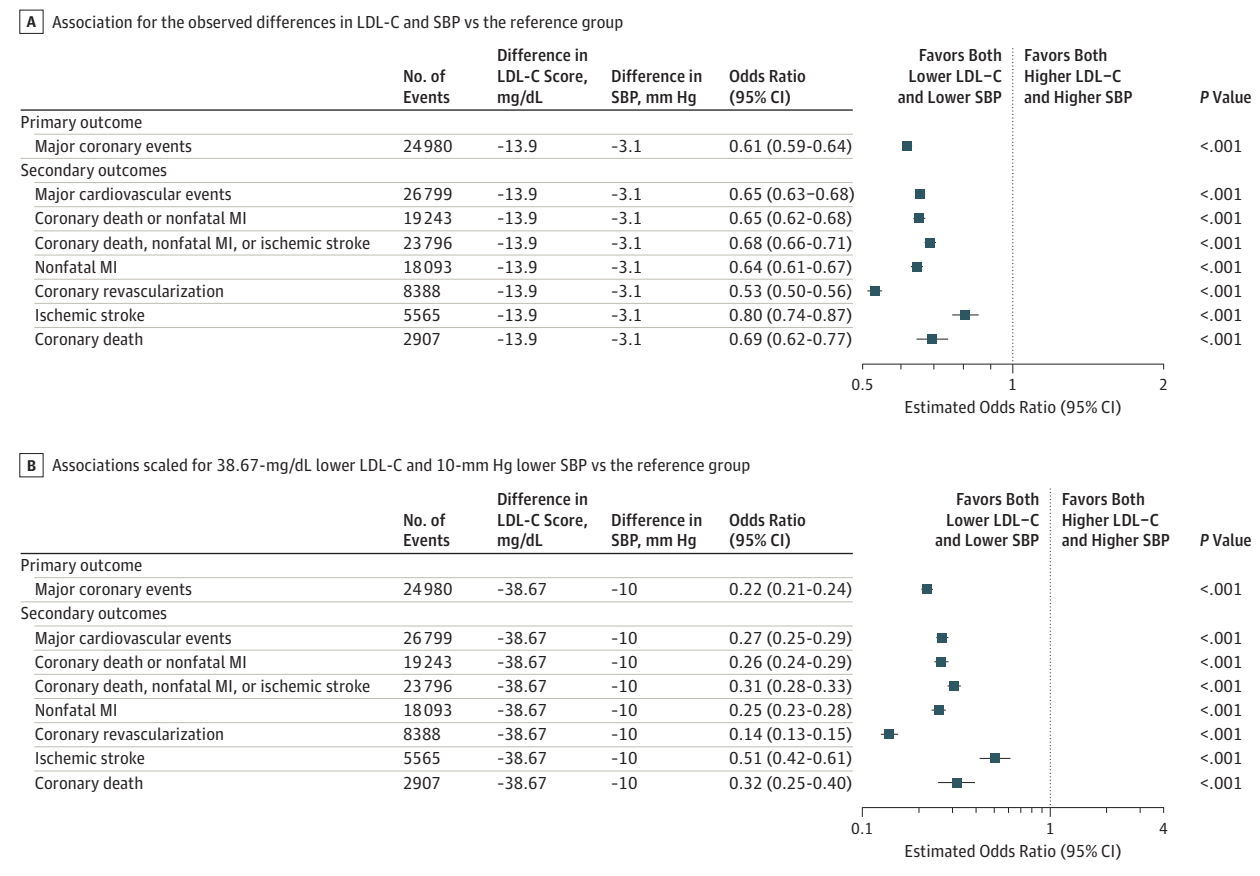 A Association for the observed differences in LDL-C and SBP vs the reference group
No. of Events Difference in LDL-C Score, mg/dL Difference in SBP, mm Hg Odds Ratio (95% CI) Favors Both Lower LDL−C and Lower SBP Favors Both Higher LDL−C and Higher SBP P Value
Primary outcome
Major coronary events 24980 -13.9 -3.1 0.61 (0.59-0.64) <.001
Secondary outcomes
Major cardiovascular events 26799 -13.9 -3.1 0.65 (0.63−0.68) <.001
Coronary death or nonfatal MI 19243 -13.9 -3.1 0.65 (0.62-0.68) <.001
Coronary death, nonfatal MI, or ischemic stroke 23796 -13.9 -3.1 0.68 (0.66-0.71) <.001
Nonfatal MI 18093 -13.9 -3.1 0.64 (0.61-0.67) <.001
Coronary revascularization 8388 -13.9 -3.1 0.53 (0.50-0.56) <.001
Ischemic stroke 5565 -13.9 -3.1 0.80 (0.74-0.87) <.001
Coronary death 2907 -13.9 -3.1 0.69 (0.62-0.77) <.001
0.5 1 2
Estimated Odds Ratio (95% CI)
B Associations scaled for 38.67-mg/dL lower LDL-C and 10-mm Hg lower SBP vs the reference group
No. of Events Difference in LDL-C Score, mg/dL Difference in SBP, mm Hg Odds Ratio (95% CI) Favors Both Lower LDL−C and Lower SBP Favors Both Higher LDL−C and Higher SBP P Value
Primary outcome
Major coronary events 24980 -38.67 -10 0.22 (0.21-0.24) <.001
Secondary outcomes
Major cardiovascular events 26799 -38.67 -10 0.27 (0.25-0.29) <.001
Coronary death or nonfatal MI 19243 -38.67 -10 0.26 (0.24-0.29) <.001
Coronary death, nonfatal MI, or ischemic stroke 23796 -38.67 -10 0.31 (0.28-0.33) <.001
Nonfatal MI 18093 -38.67 -10 0.25 (0.23-0.28) <.001
Coronary revascularization 8388 -38.67 -10 0.14 (0.13-0.15) <.001
Ischemic stroke 5565 -38.67 -10 0.51 (0.42-0.61) <.001
Coronary death 2907 -38.67 -10 0.32 (0.25-0.40) <.001
0.1 1 4
Estimated Odds Ratio (95% CI)